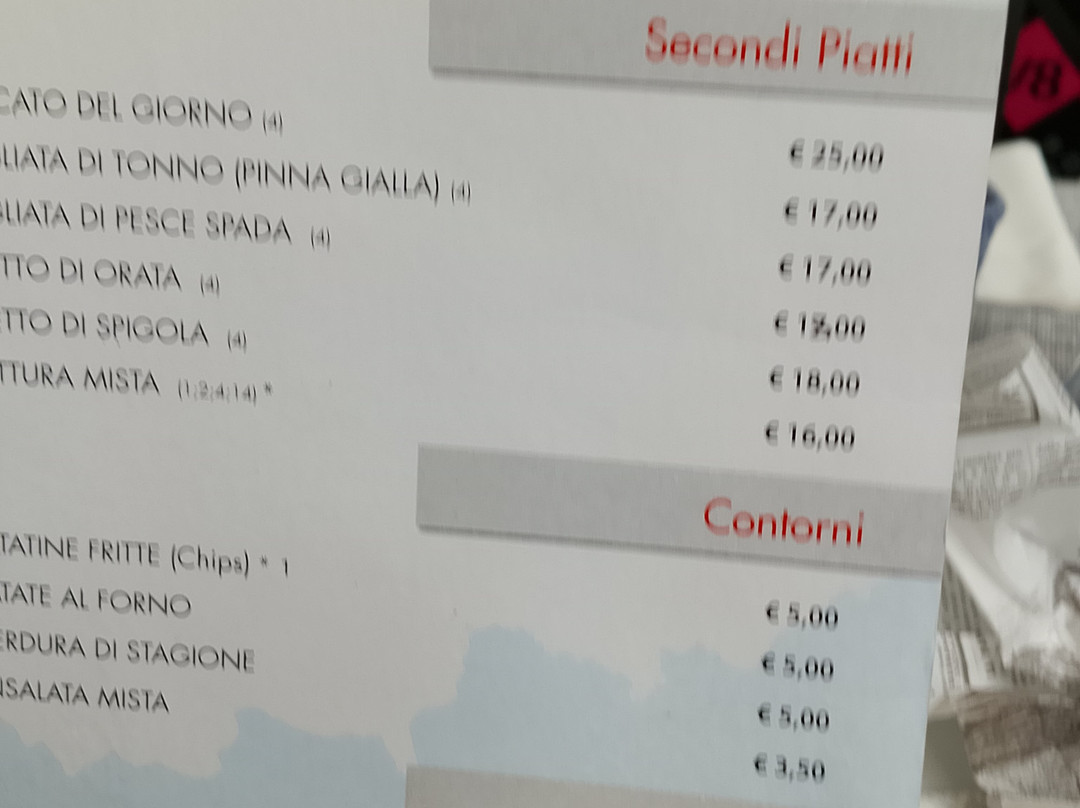 Secondi Piatti
CATO DEL GIORNO (4) € 25,00
LIATA DI TONNO (PINNA GIALLA) (4) € 17,00
GLIATA DI PESCE SPADA (4) € 17,00
TTO DI ORATA (4)
ETTO DI SPIGOLA (4) € 18,00
TTURA MISTA (1;2;4;14) * € 16,00
Contorni
TATINE FRITTE (Chips) * 1 € 5,00
TATE AL FORNO € 5,00
ERDURA DI STAGIONE € 5,00
NSALATA MISTA € 3,50